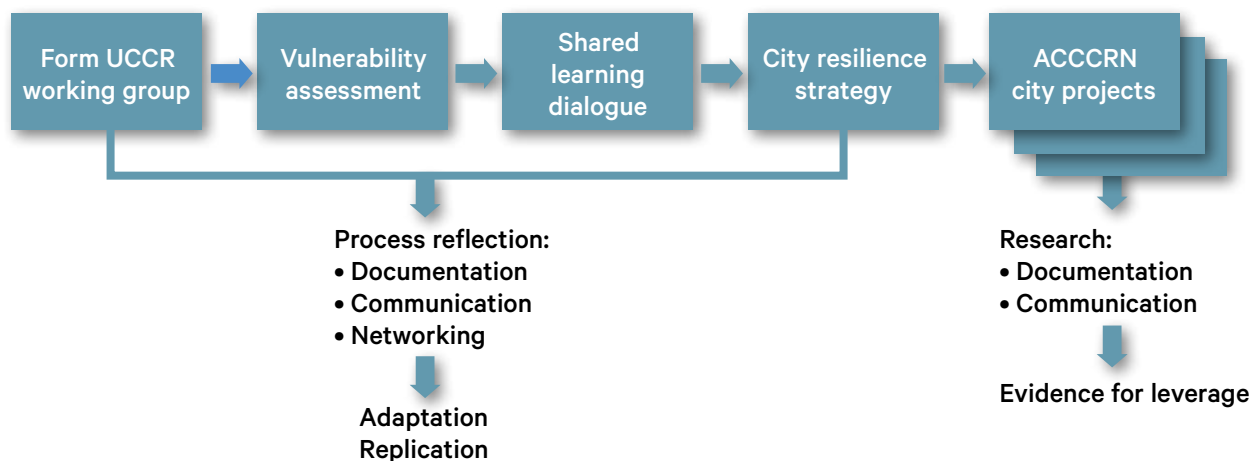 Form UCCR
working group
Vulnerability
assessment
Shared
learning
dialogue
City resilience
strategy
ACCCRN
city projects
Process reflection:
• Documentation
• Communication
• Networking
Adaptation
Replication
Research:
• Documentation
• Communication
Evidence for leverage